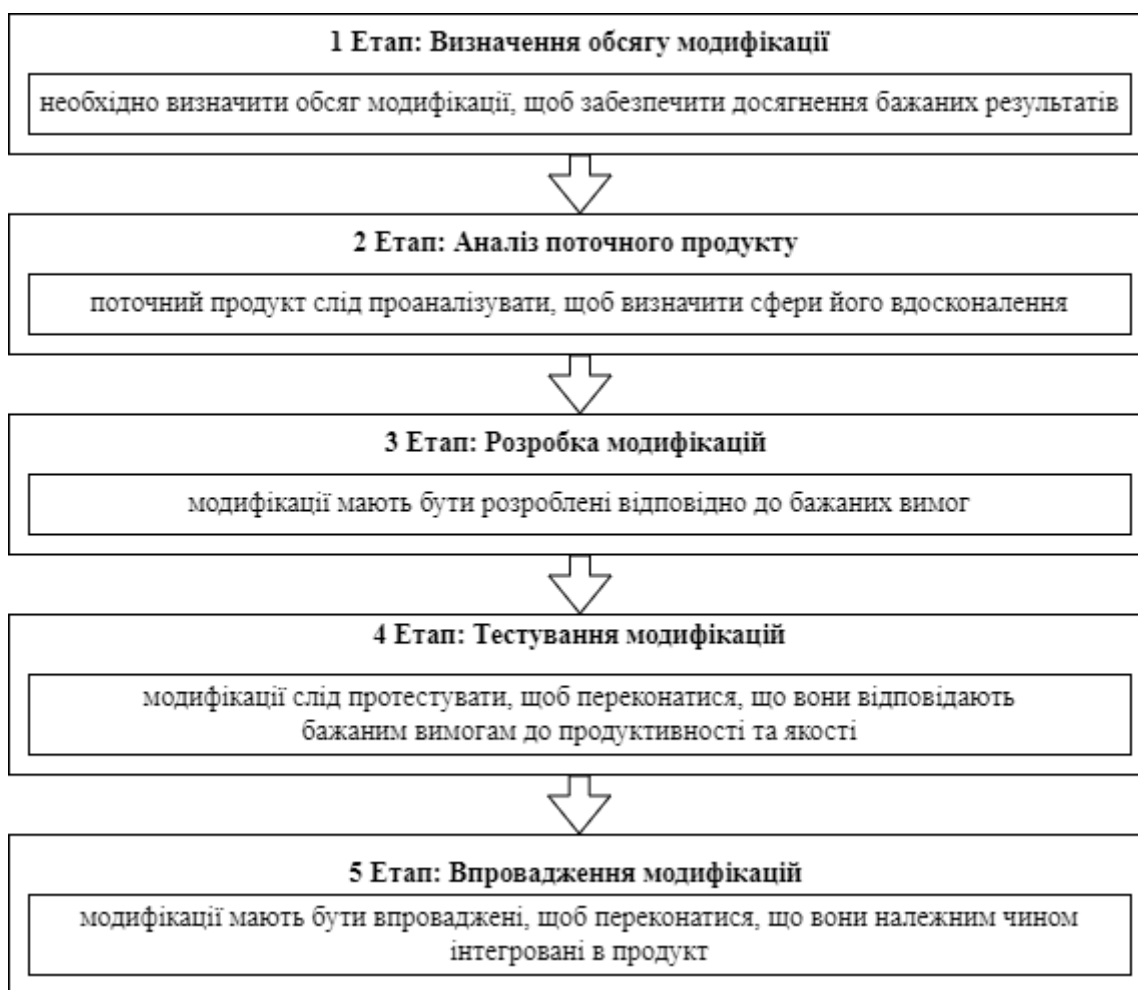 1 Етап: Визначення обсягу модифікації
необхідно визначити обсяг модифікації, щоб забезпечити досягнення бажаних результатів
2 Етап: Аналіз поточного продукту
поточний продукт слід проаналізувати, щоб визначити сфери його вдосконалення
3 Етап: Розробка модифікацій
модифікації мають бути розроблені відповідно до бажаних вимог
4 Етап: Тестування модифікацій
модифікації слід протестувати, щоб переконатися, що вони відповідають
бажаним вимогам до продуктивності та якості
5 Етап: Впровадження модифікацій
модифікації мають бути впроваджені, щоб переконатися, що вони належним чином
інтегровані в продукт